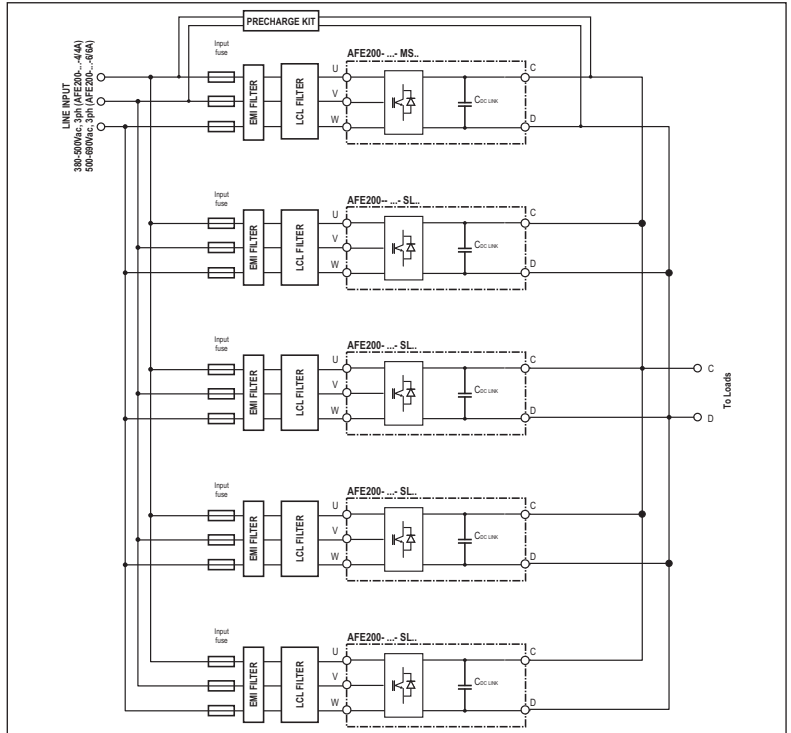 PRECHARGE KIT
LINE INPUT
380-500Vac, 3ph (AFE200-...-4/4A)
500-690Vac, 3ph (AFE200-...-6/6A)
Input
fuse
EMI FILTER
LCL FILTER
U
V
W
AFE200- ...- MS..
CDC LINK
C
D
Input
fuse
EMI FILTER
LCL FILTER
U
V
W
AFE200-- ...- SL..
CDC LINK
C
D
Input
fuse
EMI FILTER
LCL FILTER
U
V
W
AFE200- ...- SL..
CDC LINK
C
D
C
D
To Loads
Input
fuse
EMI FILTER
LCL FILTER
U
V
W
AFE200- ...- SL..
CDC LINK
C
D
Input
fuse
EMI FILTER
LCL FILTER
U
V
W
AFE200- ...- SL..
CDC LINK
C
D